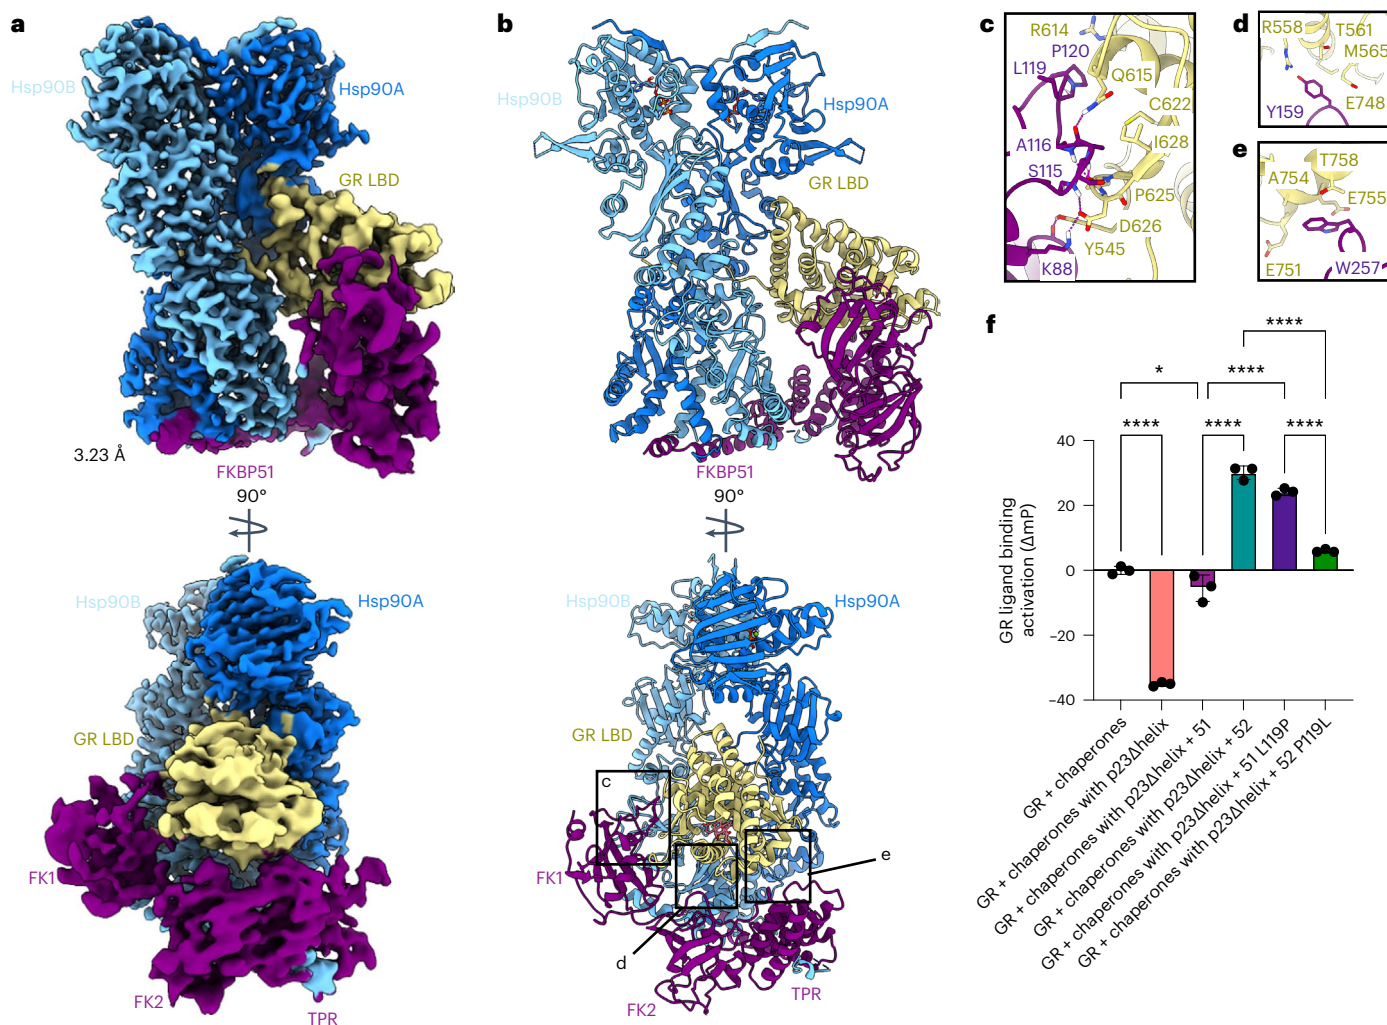 a
Hsp90B
Hsp90A
GR LBD
3.23 Å
FKBP51
90°
Hsp90B
Hsp90A
GR LBD
FK1
FK2
TPR
b
Hsp90B
Hsp90A
GR LBD
FKBP51
90°
Hsp90B
Hsp90A
GR LBD
c
FK1
e
d
FK2
TPR
c
R614
P120
L119
Q615
C622
A116
I628
S115
P625
D626
Y545
K88
d
R558
T561
M565
Y159
E748
e
T758
A754
E755
E751
W257
f
****
*
****
****
****
****
40
20
0
–20
–40
GR ligand binding
activation (ΔmP)
GR + chaperones
GR + chaperones with p23Δhelix
GR + chaperones with p23Δhelix + 51
GR + chaperones with p23Δhelix + 52
GR + chaperones with p23Δhelix + 51 L119P
GR + chaperones with p23Δhelix + 52 P119L